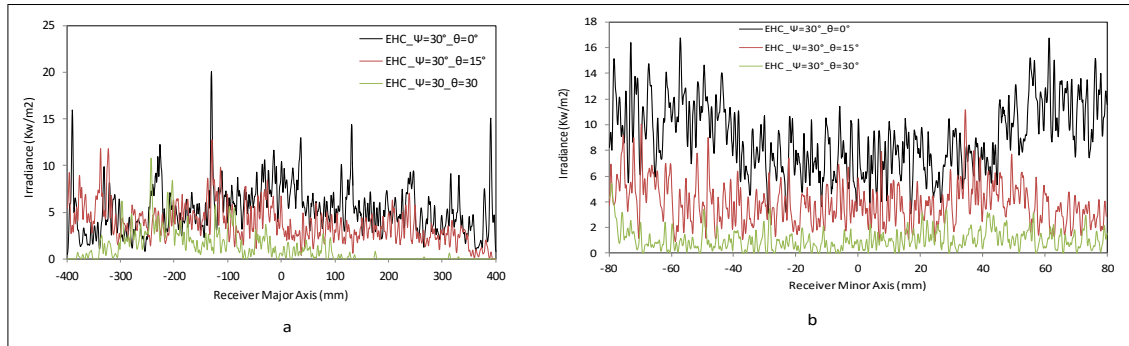 25
20
15
10
5
0
Irradiance (Kw/m2)
EHC_Ψ=30°_θ=0°
EHC_Ψ=30°_θ=15°
EHC_Ψ=30_θ=30
-400 -300 -200 -100 0 100 200 300 400
Receiver Major Axis (mm)
a
18
16
14
12
10
8
6
4
2
0
Irradiance (Kw/m2)
EHC_Ψ=30°_θ=0°
EHC_Ψ=30°_θ=15°
EHC_Ψ=30°_θ=30°
-80 -60 -40 -20 0 20 40 60 80
Receiver Minor Axis (mm)
b